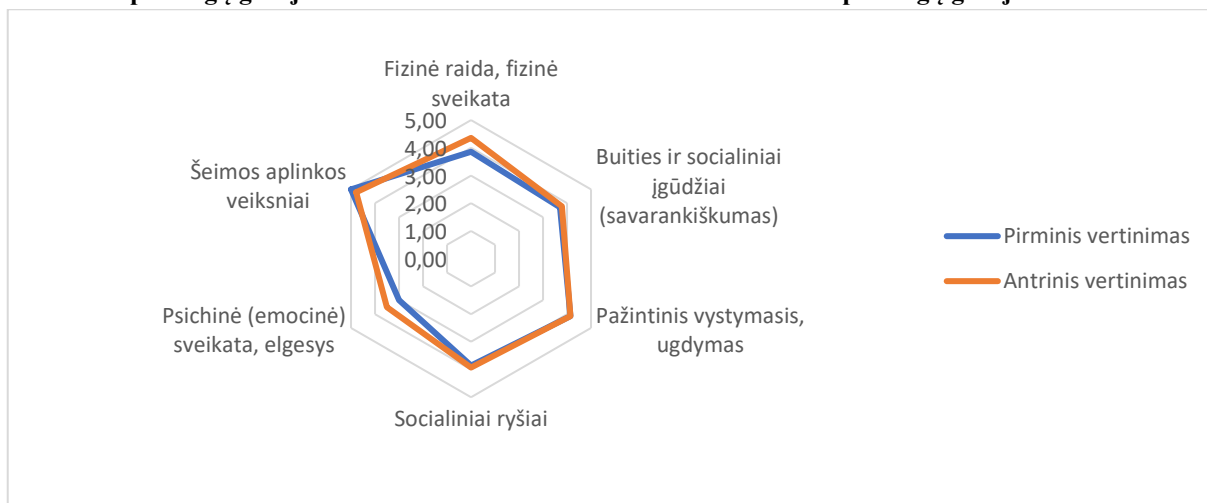 Fizinė raida, fizinė
sveikata
5,00
4,00
3,00
2,00
1,00
0,00
Buities ir socialiniai
įgūdžiai
(savarankiškumas)
Pažintinis vystymasis,
ugdymas
Socialiniai ryšiai
Psichinė (emocinė)
sveikata, elgesys
Šeimos aplinkos
veiksniai
Pirminis vertinimas
Antrinis vertinimas